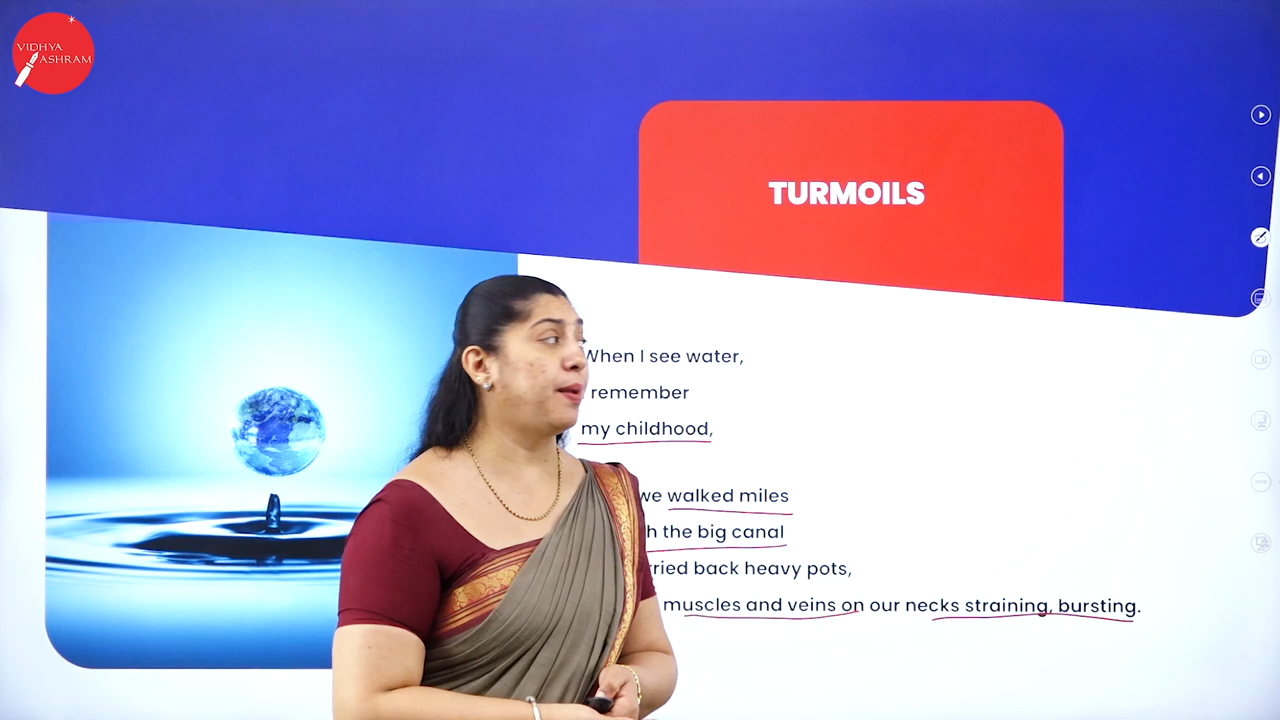 VIDHYA
ASHRAM
TURMOILS
When I see water,
remember
my childhood,
we walked miles
the big canal
back heavy pots,
muscles and veins on our necks straining, bursting.